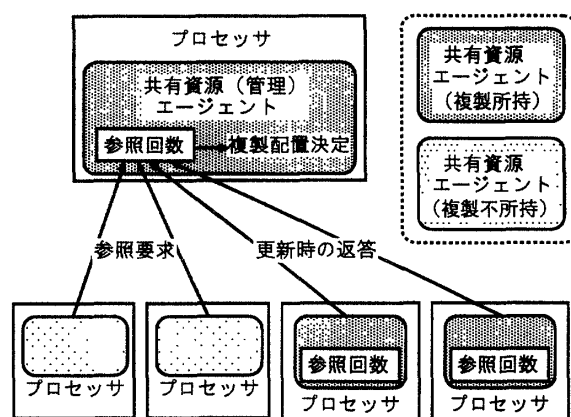 プロセッサ
共有資源（管理）
エージェント
参照回数
複製配置決定
共有資源
エージェント
（複製所持）
共有資源
エージェント
（複製不所持）
参照要求
更新時の返答
プロセッサ
プロセッサ
参照回数
プロセッサ
参照回数
プロセッサ